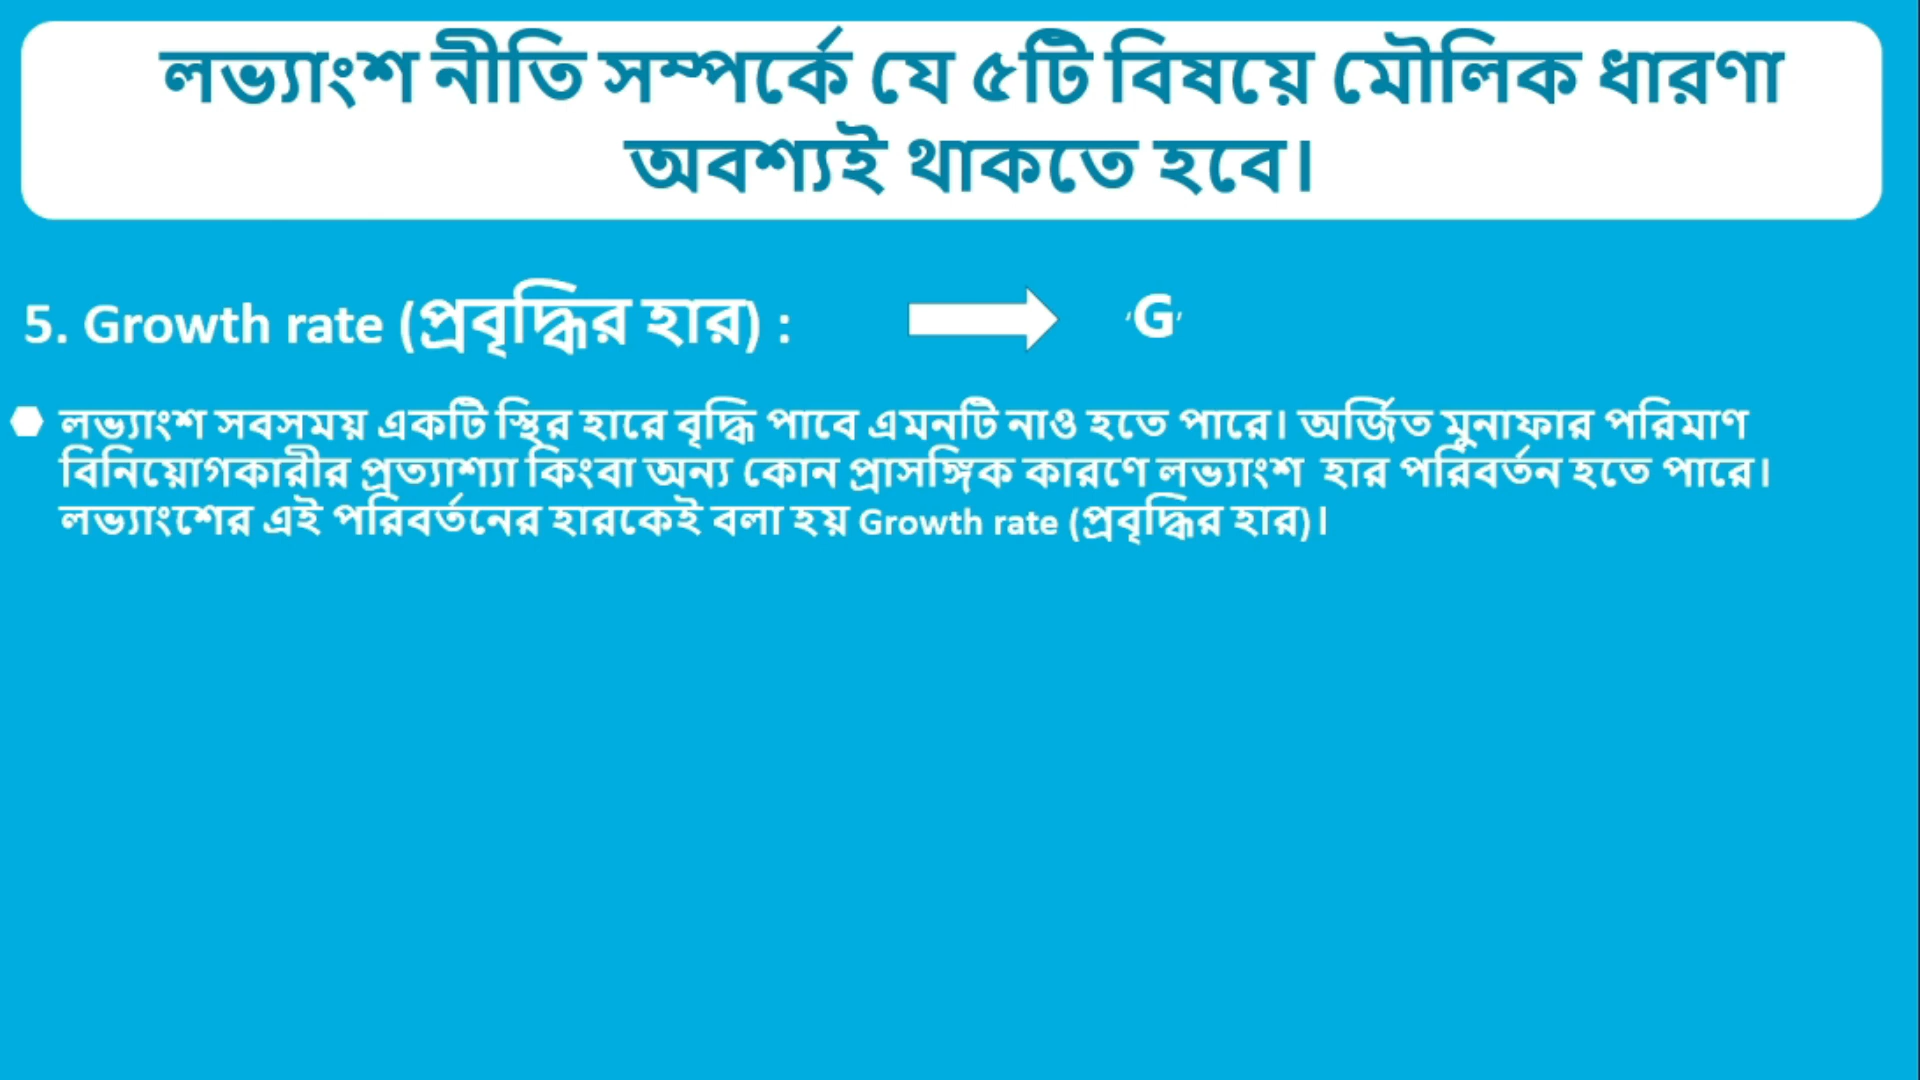 লভ্যাংশ নীতি সম্পর্কে যে ৫টি বিষয়ে মৌলিক ধারণা
অবশ্যই থাকতে হবে।
5. Growth rate (প্রবৃদ্ধির হার) : ‘G’
লভ্যাংশ সবসময় একটি স্থির হারে বৃদ্ধি পাবে এমনটি নাও হতে পারে। অর্জিত মুনাফার পরিমাণ
বিনিয়োগকারীর প্রত্যাশ্যা কিংবা অন্য কোন প্রাসঙ্গিক কারণে লভ্যাংশ হার পরিবর্তন হতে পারে।
লভ্যাংশের এই পরিবর্তনের হারকেই বলা হয় Growth rate (প্রবৃদ্ধির হার)।